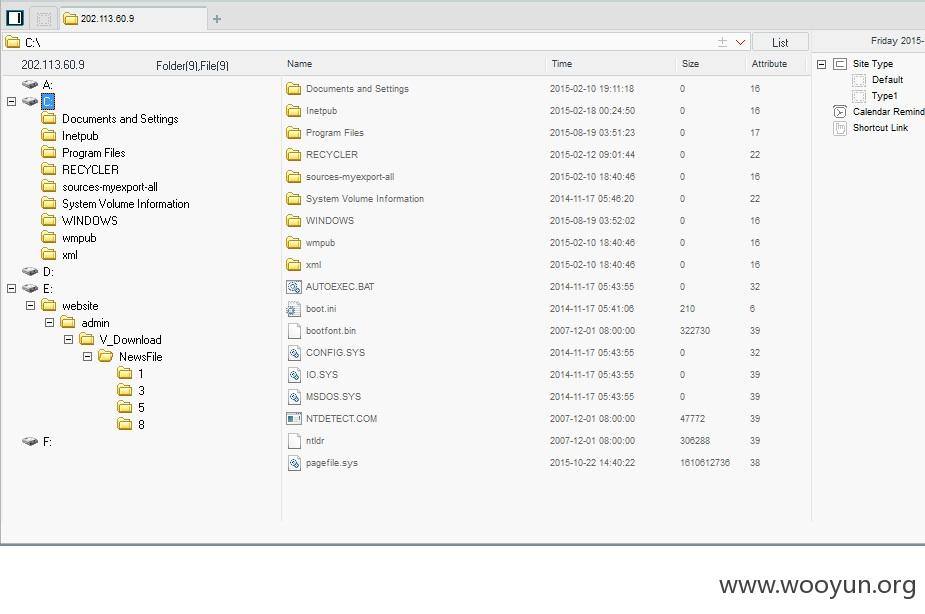 202.113.60.9
C:\
List
Friday 2015-
202.113.60.9
Folder(9),File(9)
Name Time Size Attribute
A:
C:
Documents and Settings
Inetpub
Program Files
RECYCLER
sources-myexport-all
System Volume Information
WINDOWS
wmpub
xml
D:
E:
website
admin
V_Download
NewsFile
1
3
5
8
F:
Documents and Settings 2015-02-10 19:11:18 0 16
Inetpub 2015-02-18 00:24:50 0 16
Program Files 2015-08-19 03:51:23 0 17
RECYCLER 2015-02-12 09:01:44 0 22
sources-myexport-all 2015-02-10 18:40:46 0 16
System Volume Information 2014-11-17 05:46:20 0 22
WINDOWS 2015-08-19 03:52:02 0 16
wmpub 2015-02-10 18:40:46 0 16
xml 2015-02-10 18:40:46 0 16
AUTOEXEC.BAT 2014-11-17 05:43:55 0 32
boot.ini 2014-11-17 05:41:06 210 6
bootfont.bin 2007-12-01 08:00:00 322730 39
CONFIG.SYS 2014-11-17 05:43:55 0 32
IO.SYS 2014-11-17 05:43:55 0 39
MSDOS.SYS 2014-11-17 05:43:55 0 39
NTDETECT.COM 2007-12-01 08:00:00 47772 39
ntldr 2007-12-01 08:00:00 306288 39
pagefile.sys 2015-10-22 14:40:22 1610612736 38
Site Type
Default
Type1
Calendar Remind
Shortcut Link
www.wooyun.org